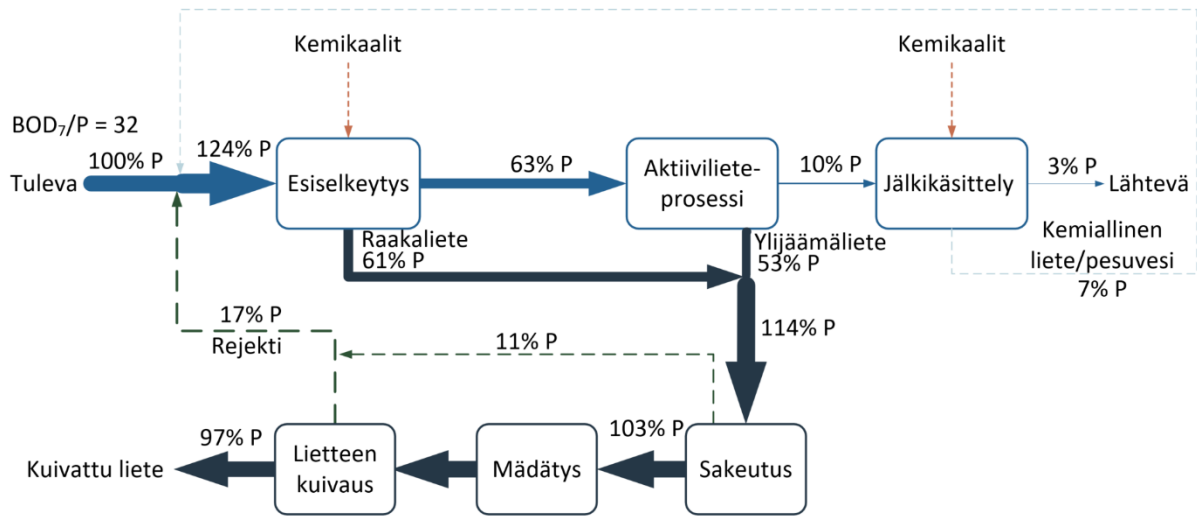 Kemikaalit
Kemikaalit
BOD₇/P = 32
100% P
124% P
63% P
10% P
3% P
Tuleva
Esiselkeytys
Aktiiviliete-
prosessi
Jälkikäsittely
Lähtevä
Raakaliete
61% P
Ylijäämäliete
53% P
Kemiallinen
liete/pesuvesi
7% P
17% P
Rejekti
11% P
114% P
97% P
103% P
Kuivattu liete
Lietteen
kuivaus
Mädätys
Sakeutus